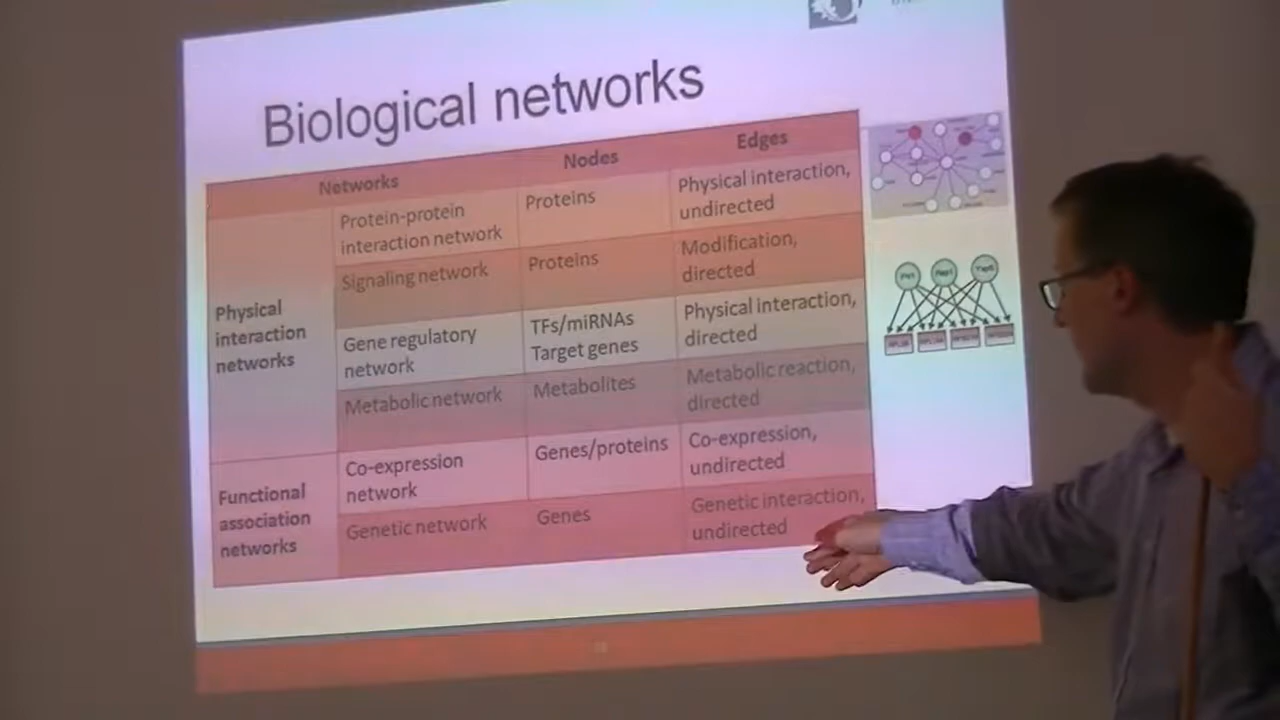 Biological networks
Networks
Nodes
Edges
Physical
interaction
networks
Protein-protein
interaction network
Proteins
Physical interaction,
undirected
Signaling network
Proteins
Modification,
directed
Gene regulatory
network
TFs/miRNAs
Target genes
Physical interaction,
directed
Metabolic network
Metabolites
Metabolic reaction,
directed
Functional
association
networks
Co-expression
network
Genes/proteins
Co-expression,
undirected
Genetic network
Genes
Genetic interaction,
undirected